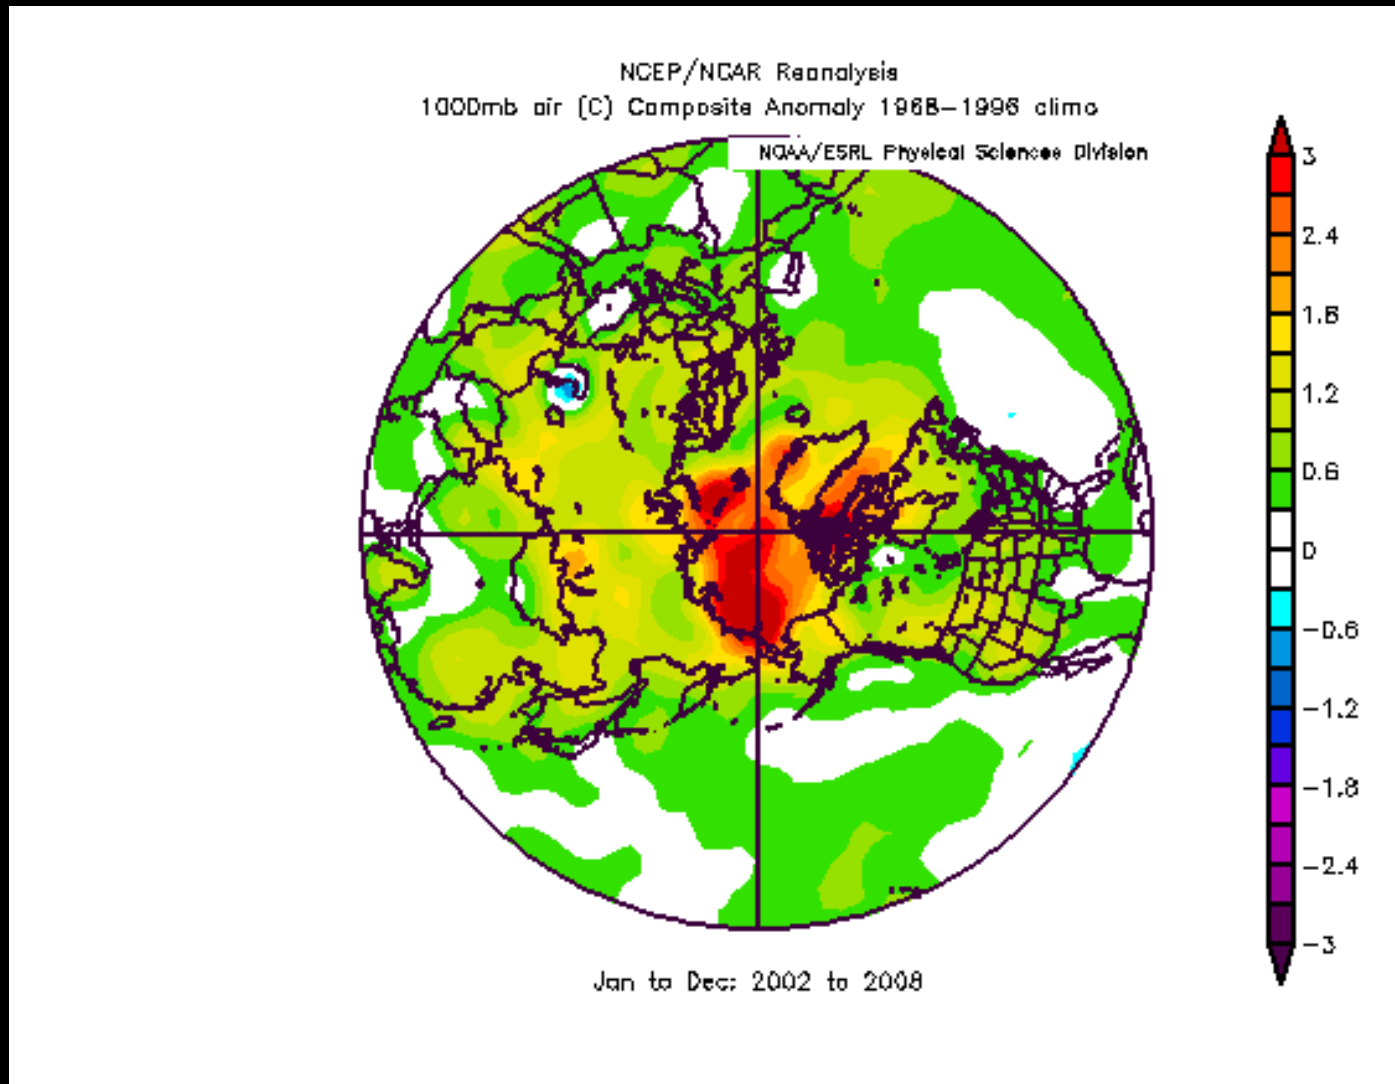 NCEP/NCAR Reanalysis
1000mb air (C) Composite Anomaly 1968-1996 climo
NOAA/ESRL Physical Sciences Division
3
2.4
1.8
1.2
0.6
0
-0.6
-1.2
-1.8
-2.4
-3
Jan to Dec: 2002 to 2008